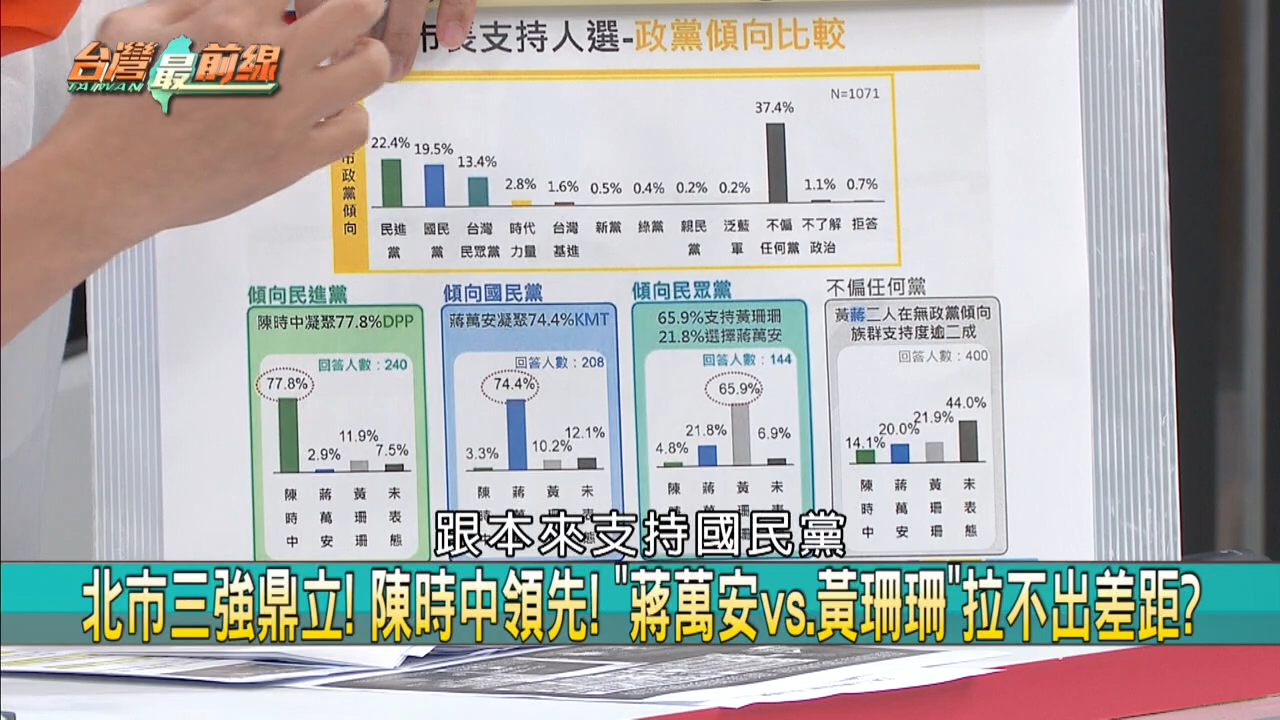 台灣最前線
TAIWAN
市長支持人選-政黨傾向比較
N=1071
市政黨傾向
22.4% 19.5% 13.4% 2.8% 1.6% 0.5% 0.4% 0.2% 0.2% 37.4% 1.1% 0.7%
民進黨 國民黨 台灣民眾黨 時代力量 台灣基進 新黨 綠黨 親民黨 泛藍軍 不偏任何黨 不了解政治 拒答
傾向民進黨
陳時中凝聚77.8%DPP
回答人數：240
77.8% 2.9% 11.9% 7.5%
陳時中 蔣萬安 黃珊珊 未表態
傾向國民黨
蔣萬安凝聚74.4%KMT
回答人數：208
3.3% 74.4% 10.2% 12.1%
陳 蔣萬 黃 未
傾向民眾黨
65.9%支持黃珊珊
21.8%選擇蔣萬安
回答人數：144
4.8% 21.8% 65.9% 6.9%
陳時 蔣萬 黃珊 未表
不偏任何黨
黃蔣二人在無政黨傾向
族群支持度逾二成
回答人數：400
14.1% 20.0% 21.9% 44.0%
陳時中 蔣萬安 黃珊珊 未表態
跟本來支持國民黨
北市三強鼎立! 陳時中領先! "蔣萬安vs.黃珊珊"拉不出差距?